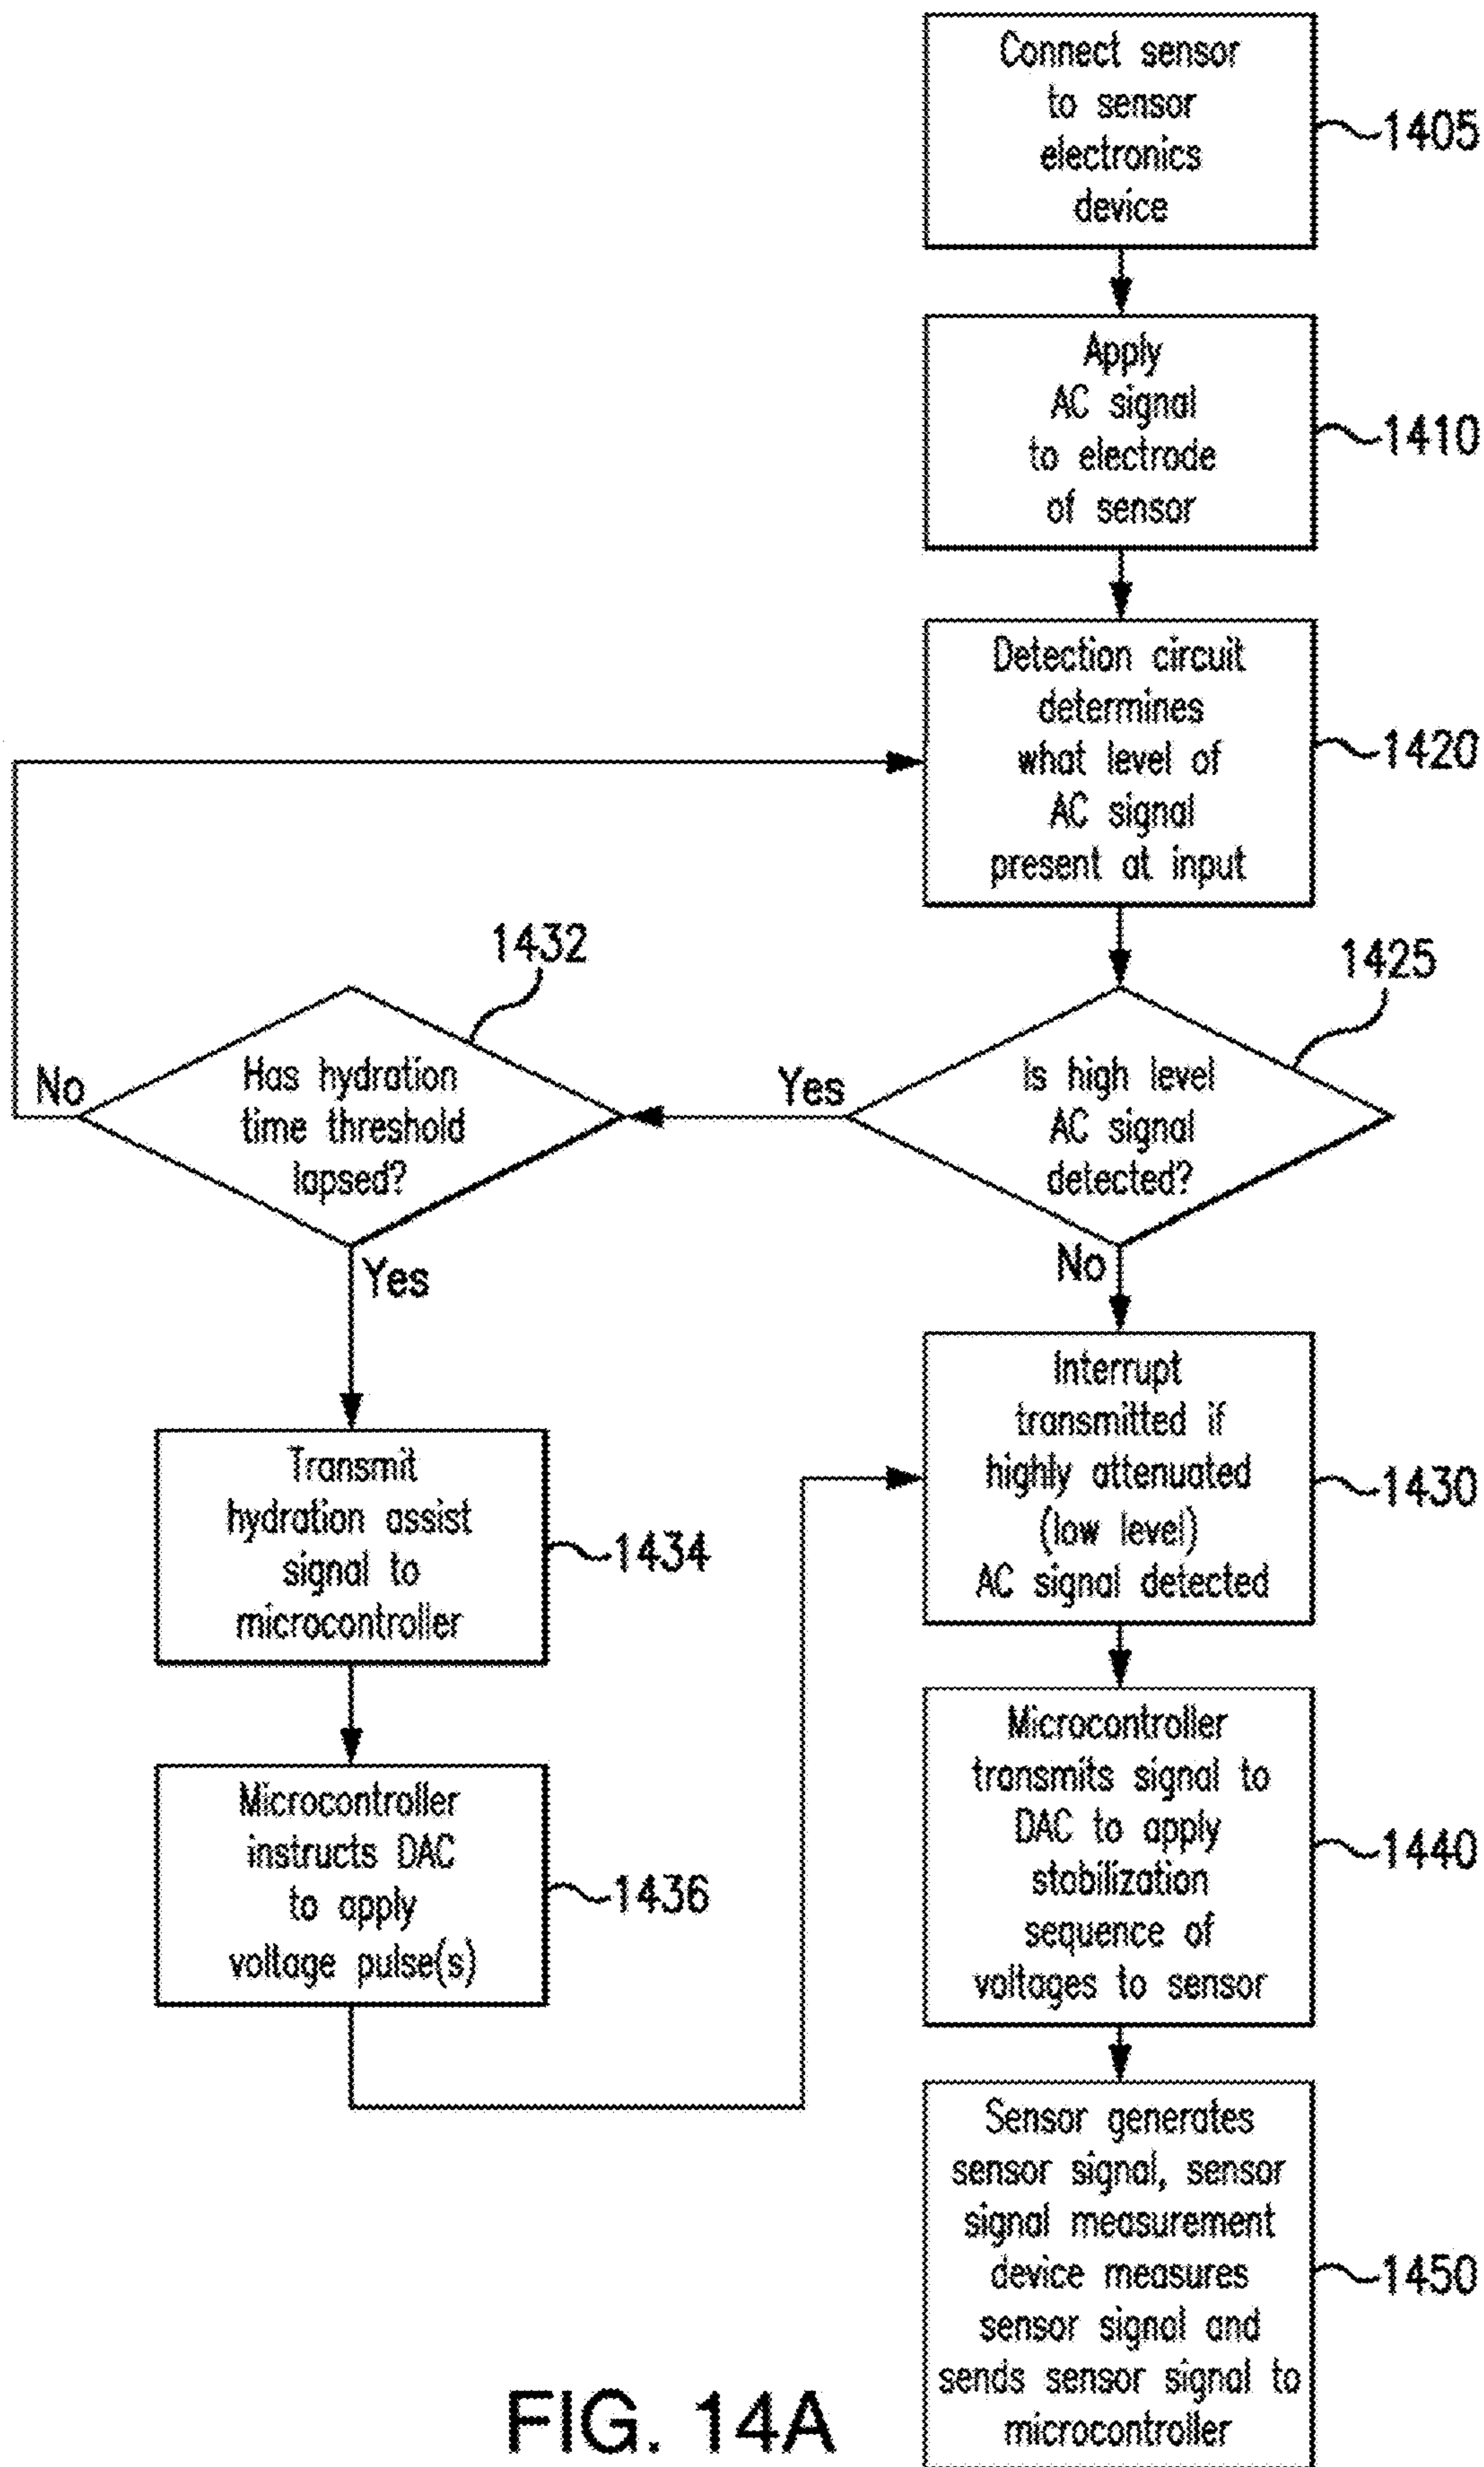 Connect sensor
to sensor
electronics
device
1405
Apply
AC signal
to electrode
of sensor
1410
Detection circuit
determines
what level of
AC signal
present at input
1420
1432
1425
No
Has hydration
time threshold
lapsed?
Yes
Is high level
AC signal
detected?
Yes
No
Interrupt
transmitted if
highly attenuated
(low level)
AC signal detected
1430
Transmit
hydration assist
signal to
microcontroller
1434
Microcontroller
instructs DAC
to apply
voltage pulse(s)
1436
Microcontroller
transmits signal to
DAC to apply
stabilization
sequence of
voltages to sensor
1440
Sensor generates
sensor signal, sensor
signal measurement
device measures
sensor signal and
sends sensor signal to
microcontroller
1450
FIG. 14A